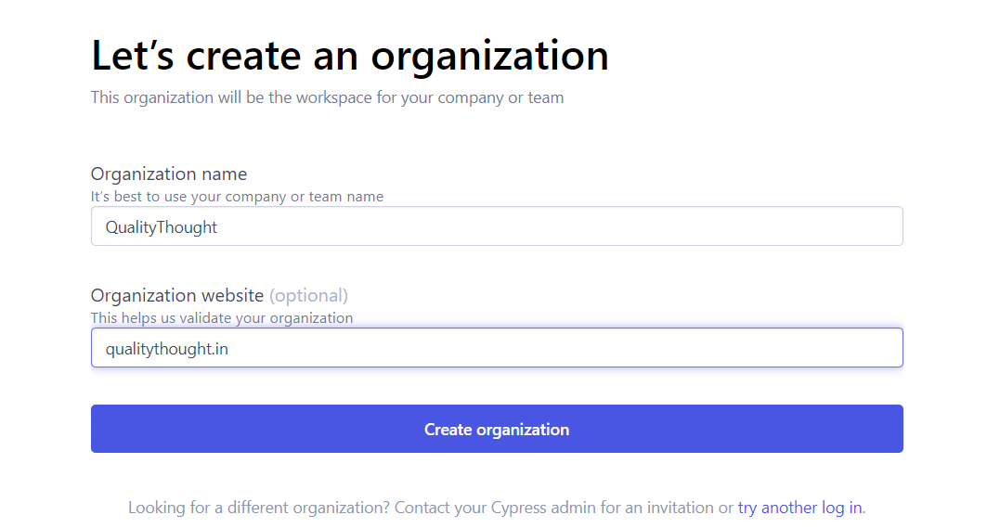 Let’s create an organization
This organization will be the workspace for your company or team
Organization name
It’s best to use your company or team name
QualityThought
Organization website (optional)
This helps us validate your organization
qualitythought.in
Create organization
Looking for a different organization? Contact your Cypress admin for an invitation or try another log in.